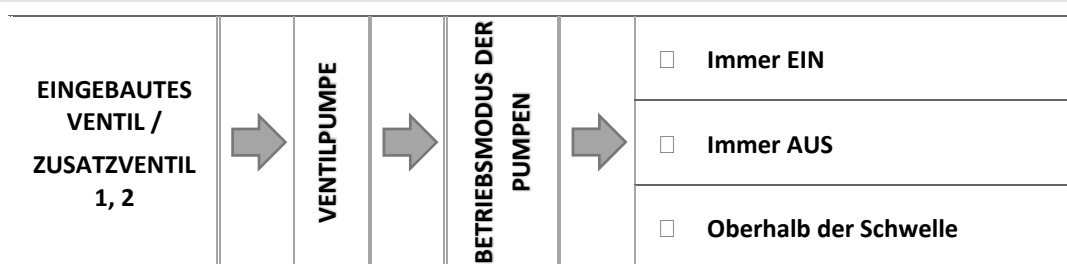 EINGEBAUTES
VENTIL /
ZUSATZVENTIL
1, 2
VENTILPUMPE
BETRIEBSMODUS DER
PUMPEN
Immer EIN
Immer AUS
Oberhalb der Schwelle